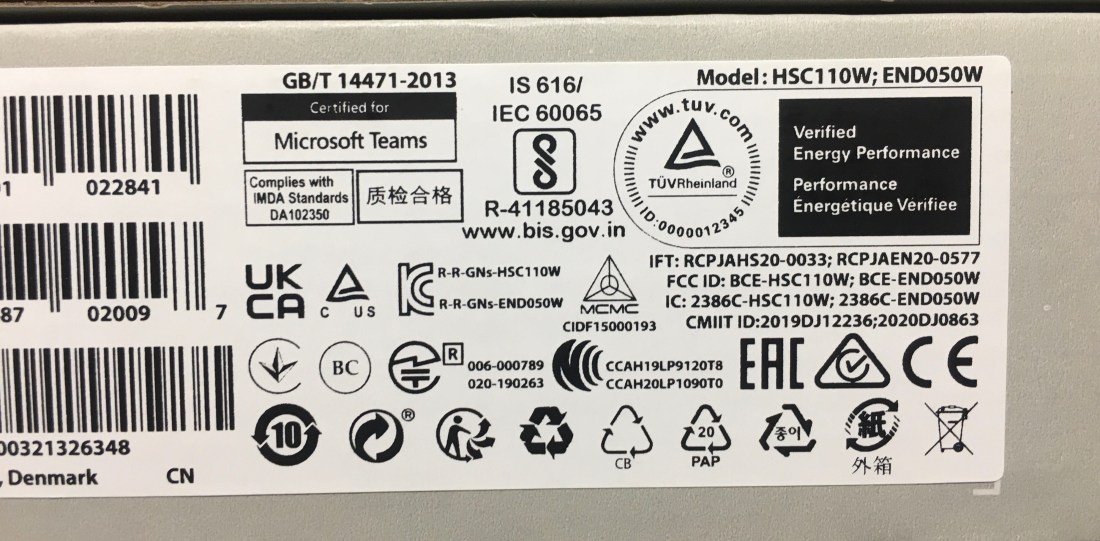 022841
87 02009 7
00321326348
, Denmark CN
GB/T 14471-2013
Certified for
Microsoft Teams
Complies with
IMDA Standards
DA102350
质检合格
IS 616/
IEC 60065
R-41185043
www.bis.gov.in
Model : HSC110W; END050W
www.tuv.com
TÜVRheinland®
ID:0000012345
Verified
Energy Performance
Performance
Énergétique Vérifiee
IFT: RCPJAHS20-0033; RCPJAEN20-0577
FCC ID: BCE-HSC110W; BCE-END050W
IC: 2386C-HSC110W; 2386C-END050W
CMIIT ID:2019DJ12236;2020DJ0863
UK
CA
C US
R-R-GNs-HSC110W
R-R-GNs-END050W
MCMC
CIDF15000193
BC
R
006-000789
020-190263
CCAH19LP9120T8
CCAH20LP1090T0
EAC
CE
10
®
CB
20
PAP
종이
紙
外箱